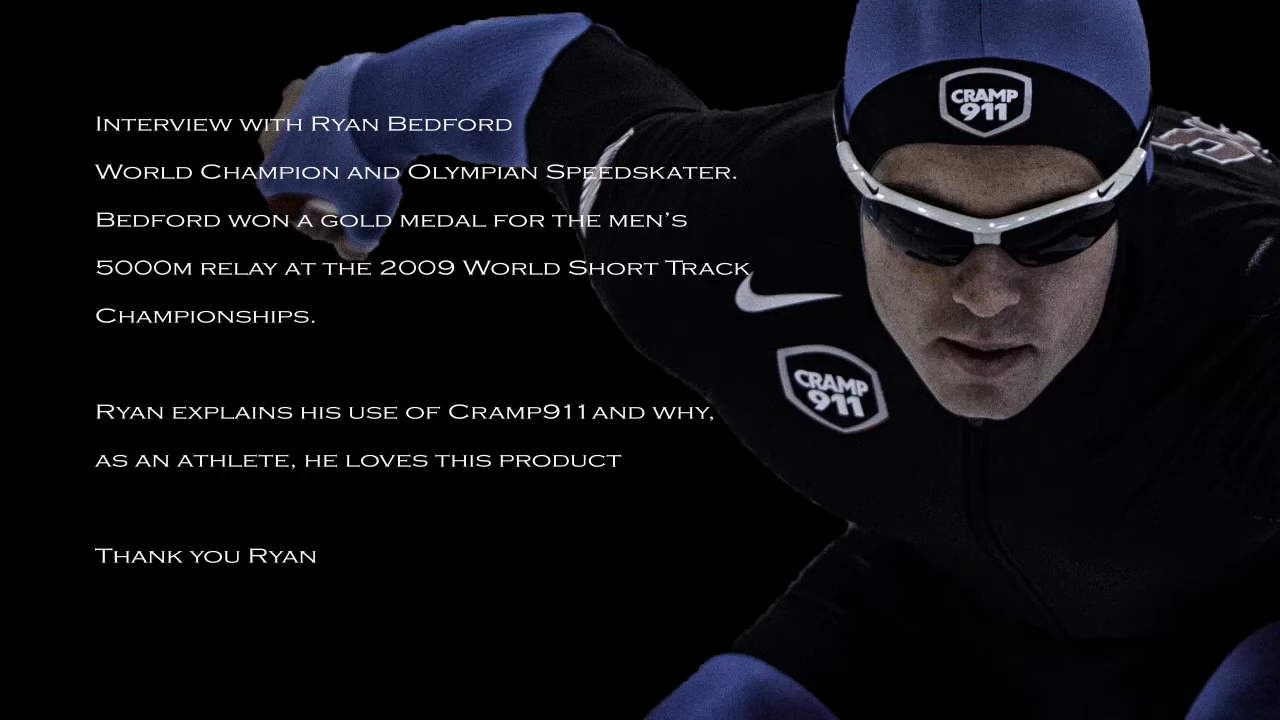 Interview with Ryan Bedford
World Champion and Olympian Speedskater.
Bedford won a gold medal for the men’s
5000m relay at the 2009 World Short Track
Championships.
Ryan explains his use of Cramp911 and why,
as an athlete, he loves this product
Thank you Ryan
CRAMP
911
CRAMP
911